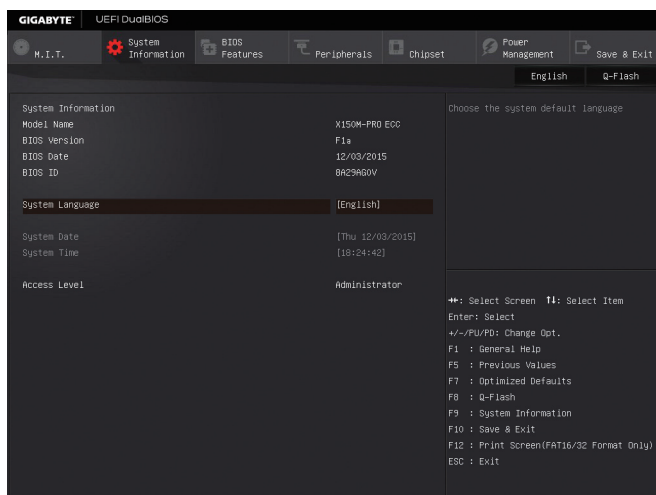 GIGABYTE™ UEFI DualBIOS
M.I.T.
System Information
BIOS Features
Peripherals
Chipset
Power Management
Save & Exit
English Q-Flash
System Information
Model Name X150M-PRO ECC
BIOS Version F1a
BIOS Date 12/03/2015
BIOS ID 8A29AG0V
System Language [English]
System Date [Thu 12/03/2015]
System Time [18:24:42]
Access Level Administrator
Choose the system default language
→←: Select Screen ↑↓: Select Item
Enter: Select
+/-/PU/PD: Change Opt.
F1 : General Help
F5 : Previous Values
F7 : Optimized Defaults
F8 : Q-Flash
F9 : System Information
F10 : Save & Exit
F12 : Print Screen(FAT16/32 Format Only)
ESC : Exit